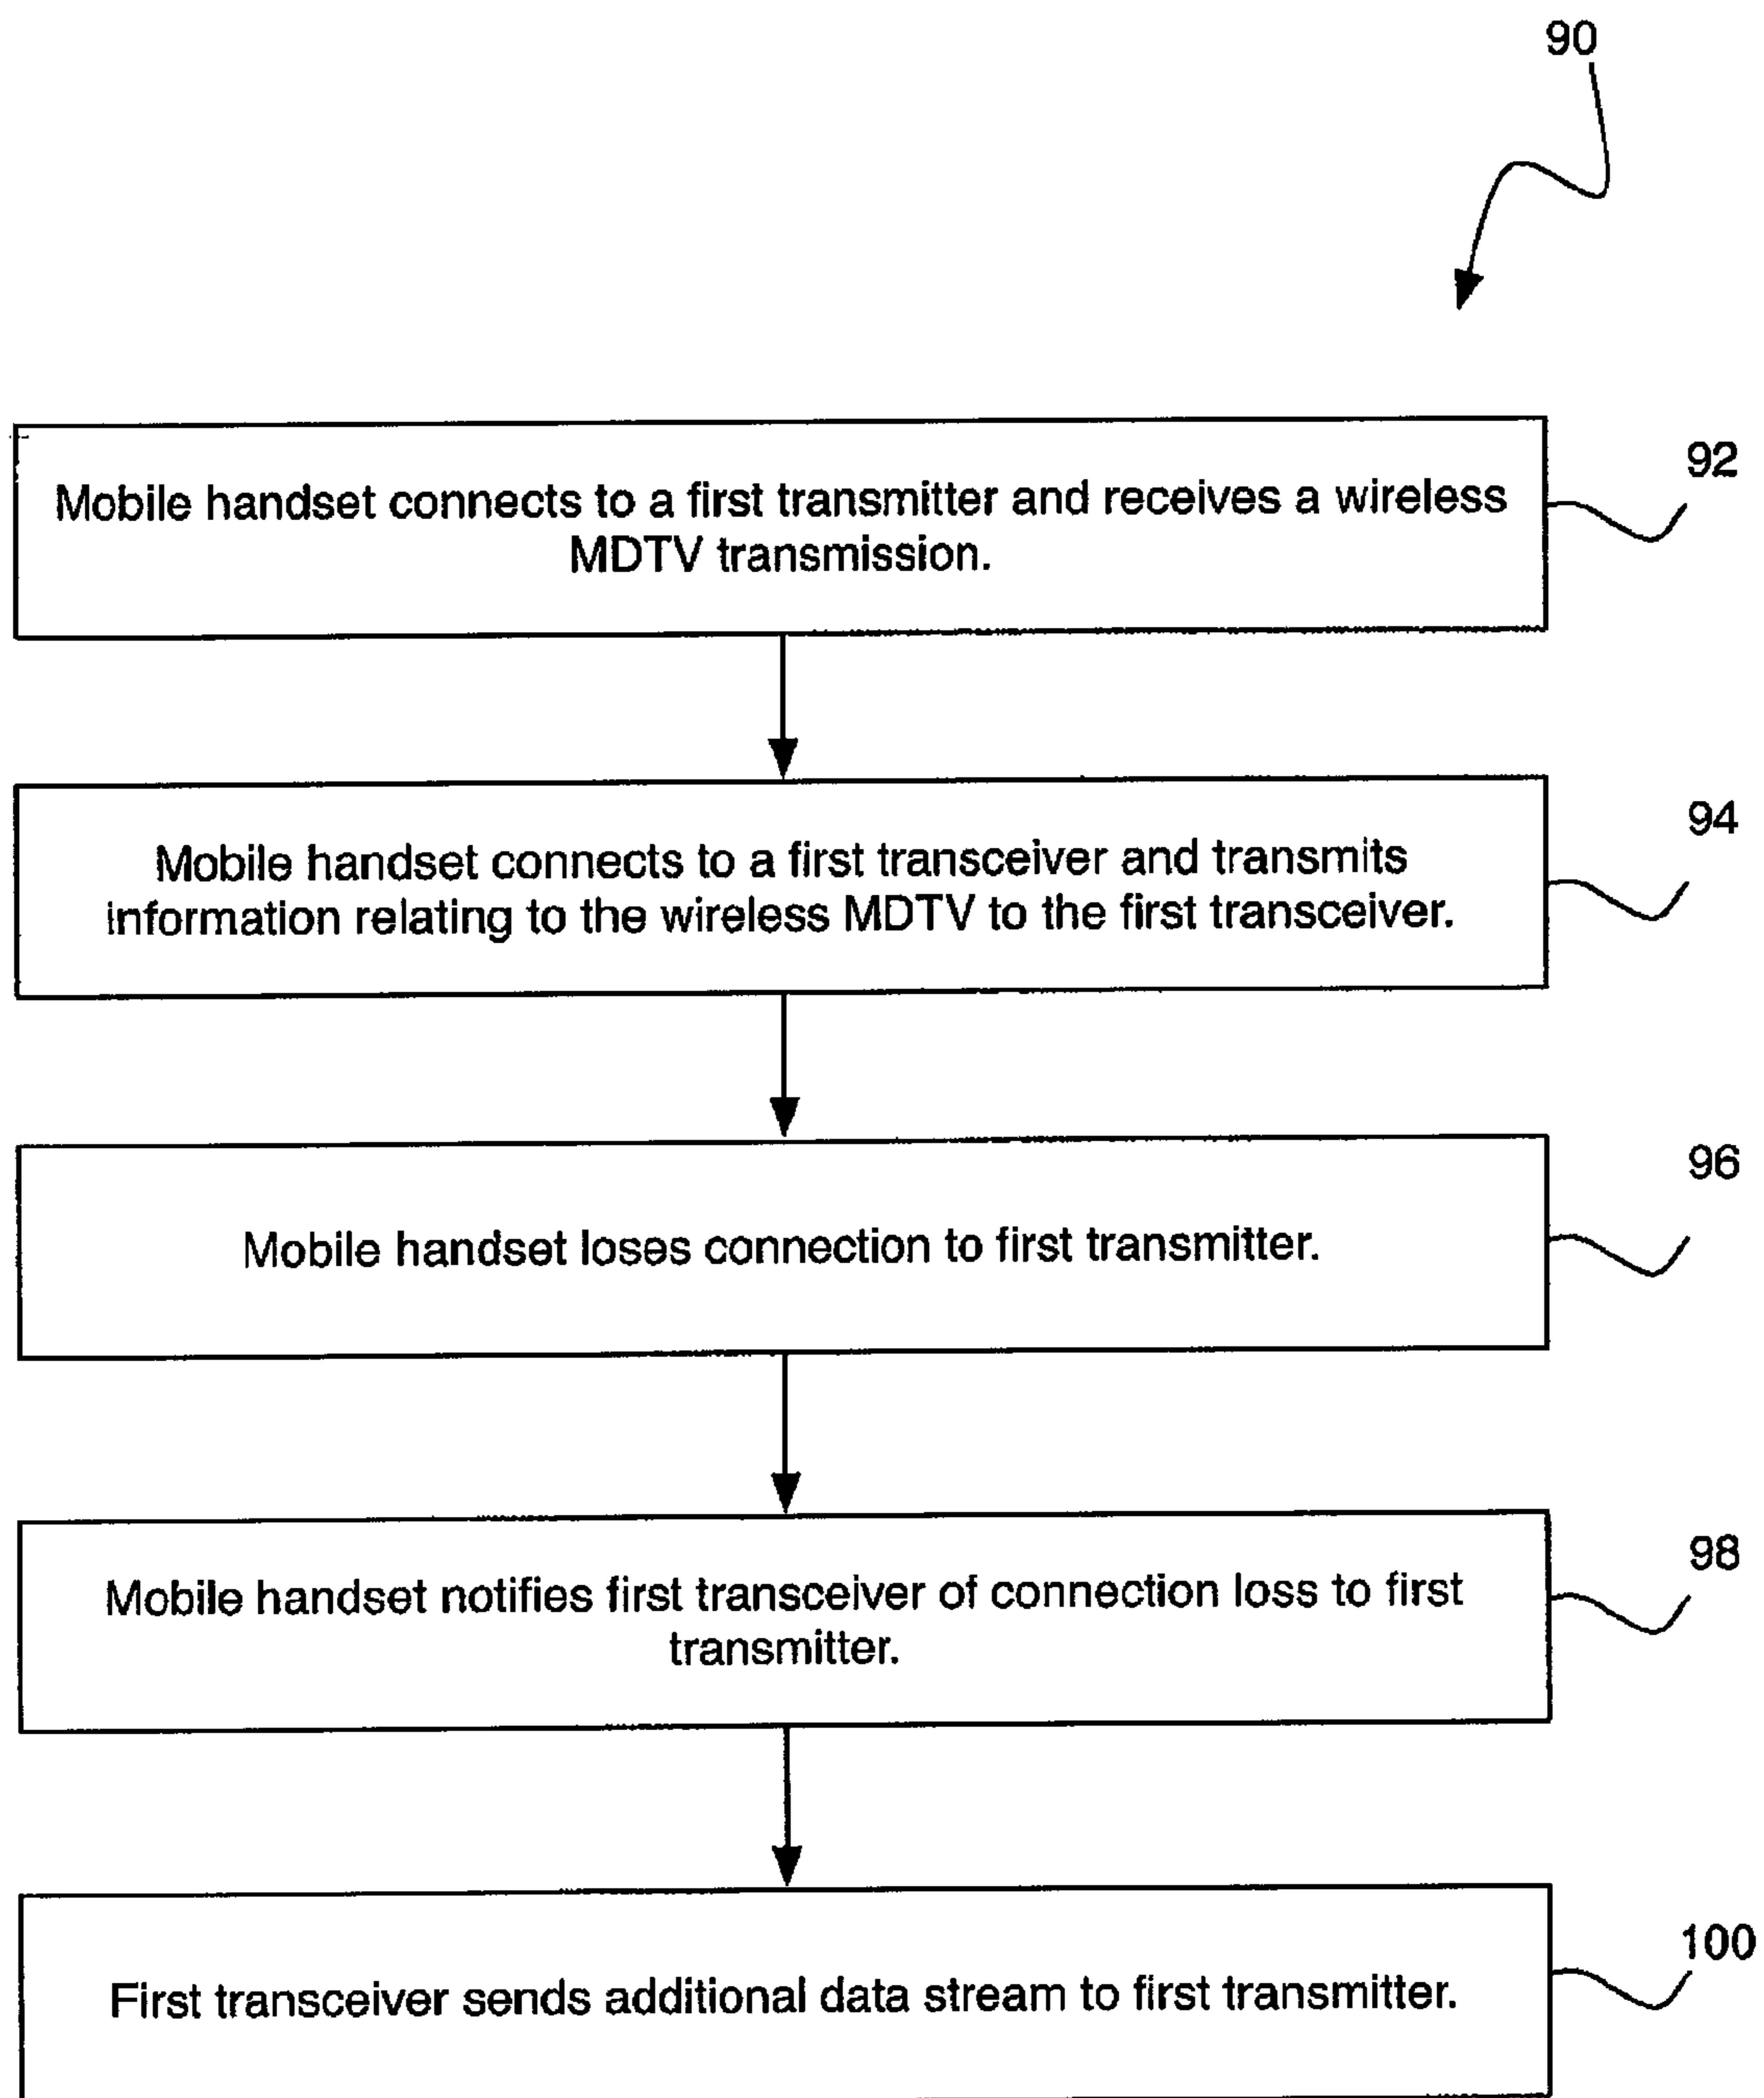 90
Mobile handset connects to a first transmitter and receives a wireless
MDTV transmission.
92
Mobile handset connects to a first transceiver and transmits
information relating to the wireless MDTV to the first transceiver.
94
Mobile handset loses connection to first transmitter.
96
Mobile handset notifies first transceiver of connection loss to first
transmitter.
98
First transceiver sends additional data stream to first transmitter.
100